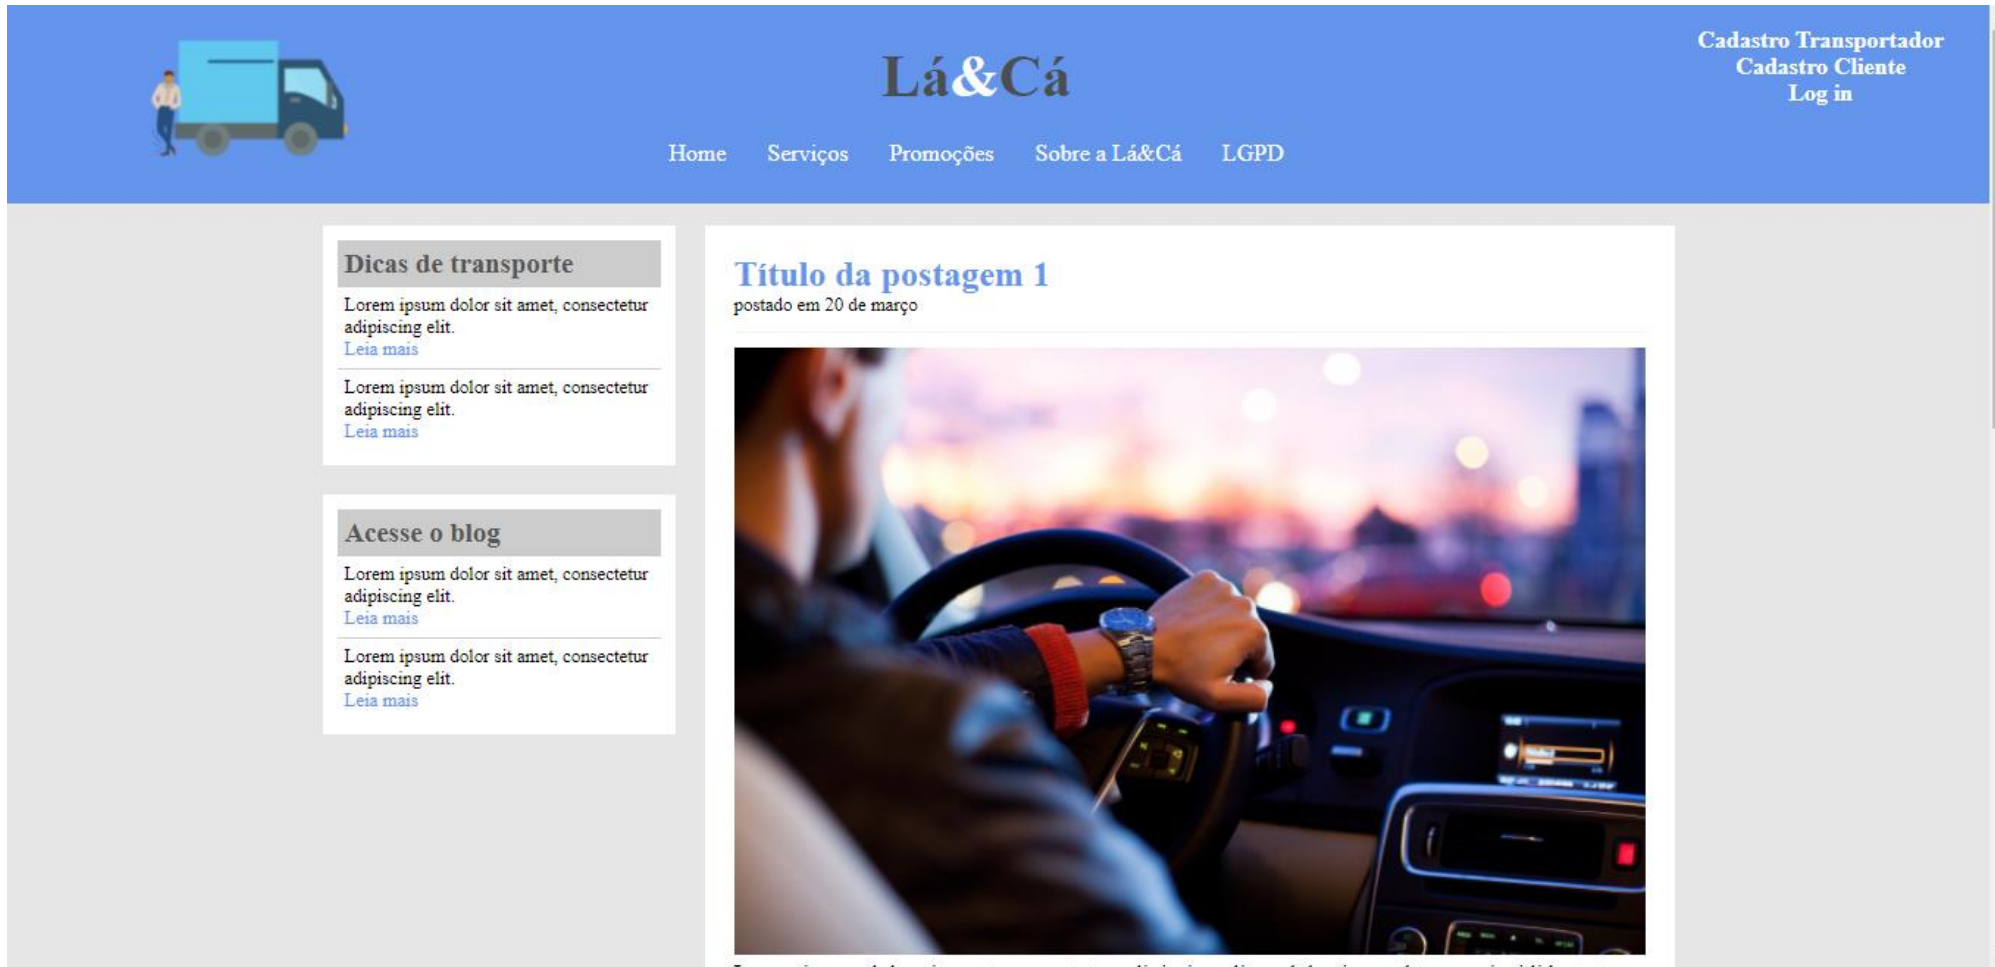 Lá&Cá
Cadastro Transportador
Cadastro Cliente
Log in
Home Serviços Promoções Sobre a Lá&Cá LGPD
Dicas de transporte
Lorem ipsum dolor sit amet, consectetur
adipiscing elit.
Leia mais
Lorem ipsum dolor sit amet, consectetur
adipiscing elit.
Leia mais
Acesse o blog
Lorem ipsum dolor sit amet, consectetur
adipiscing elit.
Leia mais
Lorem ipsum dolor sit amet, consectetur
adipiscing elit.
Leia mais
Título da postagem 1
postado em 20 de março